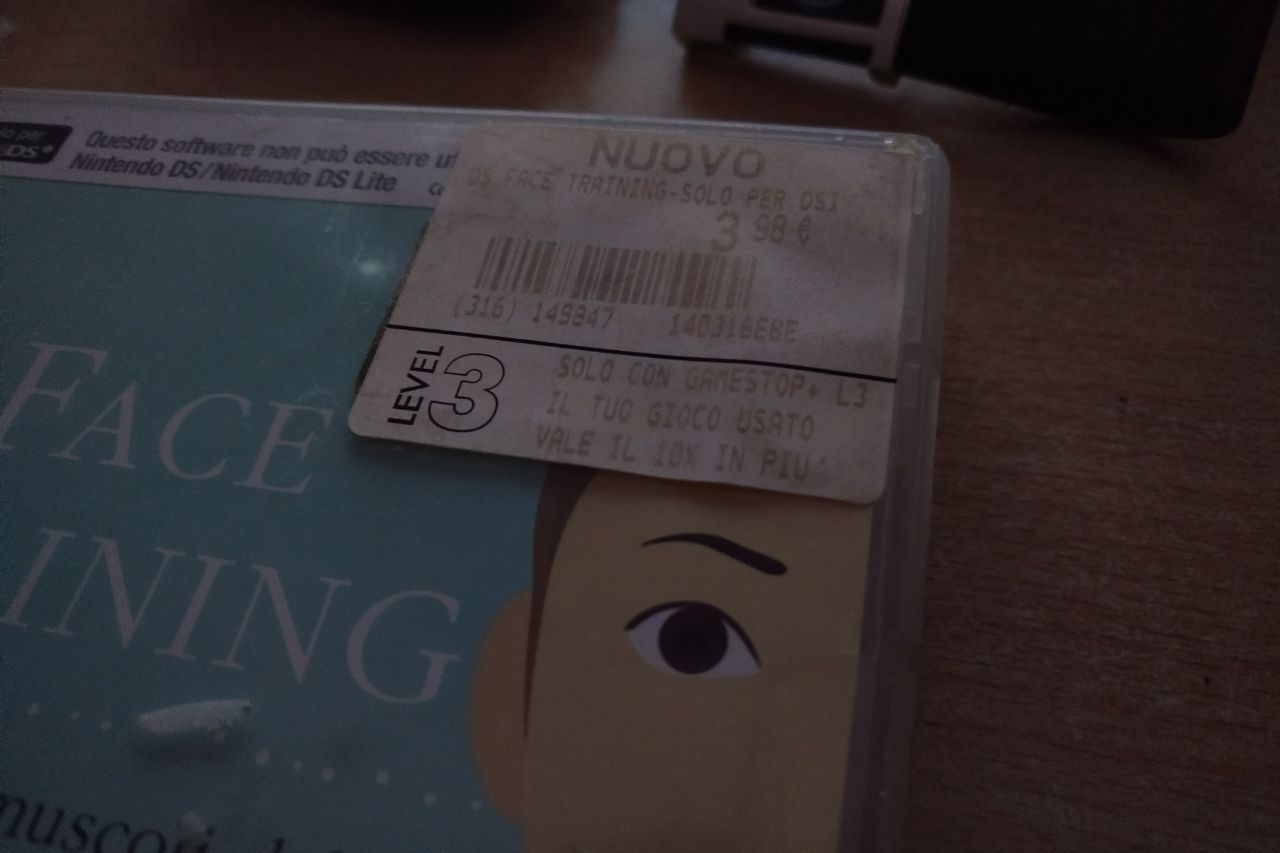 Questo software non può essere
Nintendo DS/Nintendo DS Lite
NUOVO
DS FACE TRAINING-SOLO PER DSI
3 98 €
(316) 149847 140316EBE
LEVEL 3
SOLO CON GAMESTOP+ L3
IL TUO GIOCO USATO
VALE IL 10% IN PIU'
FACE
INING